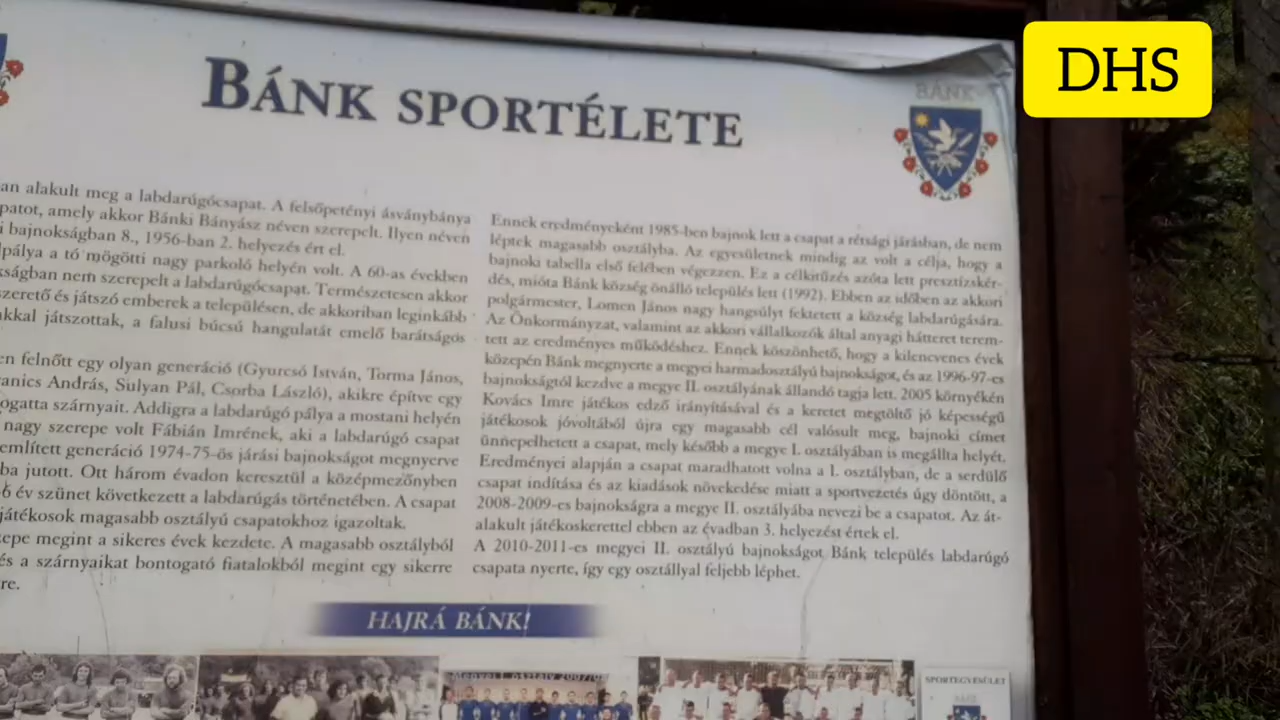 DHS
BÁNK
BÁNK SPORTÉLETE
an alakult meg a labdarúgócsapat. A felsőpetényi ásványbánya
patot, amely akkor Bánki Bányász néven szerepelt. Ilyen néven
i bajnokságban 8., 1956-ban 2. helyezés ért el.
pálya a tó mögötti nagy parkoló helyén volt. A 60-as években
kságban nem szerepelt a labdarúgócsapat. Természetesen akkor
szerető és játszó emberek a településen, de akkoriban leginkább
akkal játszottak, a falusi búcsú hangulatát emelő barátságos
en felnőtt egy olyan generáció (Gyurcsó István, Torma János,
anics András, Sulyan Pál, Csorba László), akikre építve egy
ogatta szárnyait. Addigra a labdarúgó pálya a mostani helyén
nagy szerepe volt Fábián Imrének, aki a labdarúgó csapat
említett generáció 1974-75-ös járási bajnokságot megnyerve
ba jutott. Ott három évadon keresztül a középmezőnyben
6 év szünet következett a labdarúgás történetében. A csapat
játékosok magasabb osztályú csapatokhoz igazoltak.
epe megint a sikeres évek kezdete. A magasabb osztályból
és a szárnyaikat bontogató fiatalokból megint egy sikerre
re.
Ennek eredményeként 1985-ben bajnok lett a csapat a rétsági járásban, de nem
léptek magasabb osztályba. Az egyesületnek mindig az volt a célja, hogy a
bajnoki tabella első felében végezzen. Ez a célkitűzés azóta lett presztizskér-
dés, mióta Bánk község önálló település lett (1992). Ebben az időben az akkori
polgármester, Lomen János nagy hangsúlyt fektetett a község labdarúgására.
Az Önkormányzat, valamint az akkori vállalkozók által anyagi hátteret terem-
tett az eredményes működéshez. Ennek köszönhető, hogy a kilencvenes évek
közepén Bánk megnyerte a megyei harmadosztályú bajnokságot, és az 1996-97-es
bajnokságtól kezdve a megye II. osztályának állandó tagja lett. 2005 környékén
Kovács Imre játékos edző irányításával és a keretet megtöltő jó képességű
játékosok jóvoltából újra egy magasabb cél valósult meg, bajnoki címet
ünnepelhetett a csapat, mely később a megye I. osztályában is megállta helyét.
Eredményei alapján a csapat maradhatott volna a I. osztályban, de a serdülő
csapat indítása és az kiadások növekedése miatt a sportvezetés úgy döntött, a
2008-2009-es bajnokságra a megye II. osztályába nevezi be a csapatot. Az át-
alakult játékoskerettel ebben az évadban 3. helyezést értek el.
A 2010-2011-es megyei II. osztályú bajnokságot Bánk település labdarúgó
csapata nyerte, így egy osztállyal feljebb léphet.
HAJRÁ BÁNK!
Megyei I. osztály 2007/0
SPORTEGYESÜLET
BÁNK